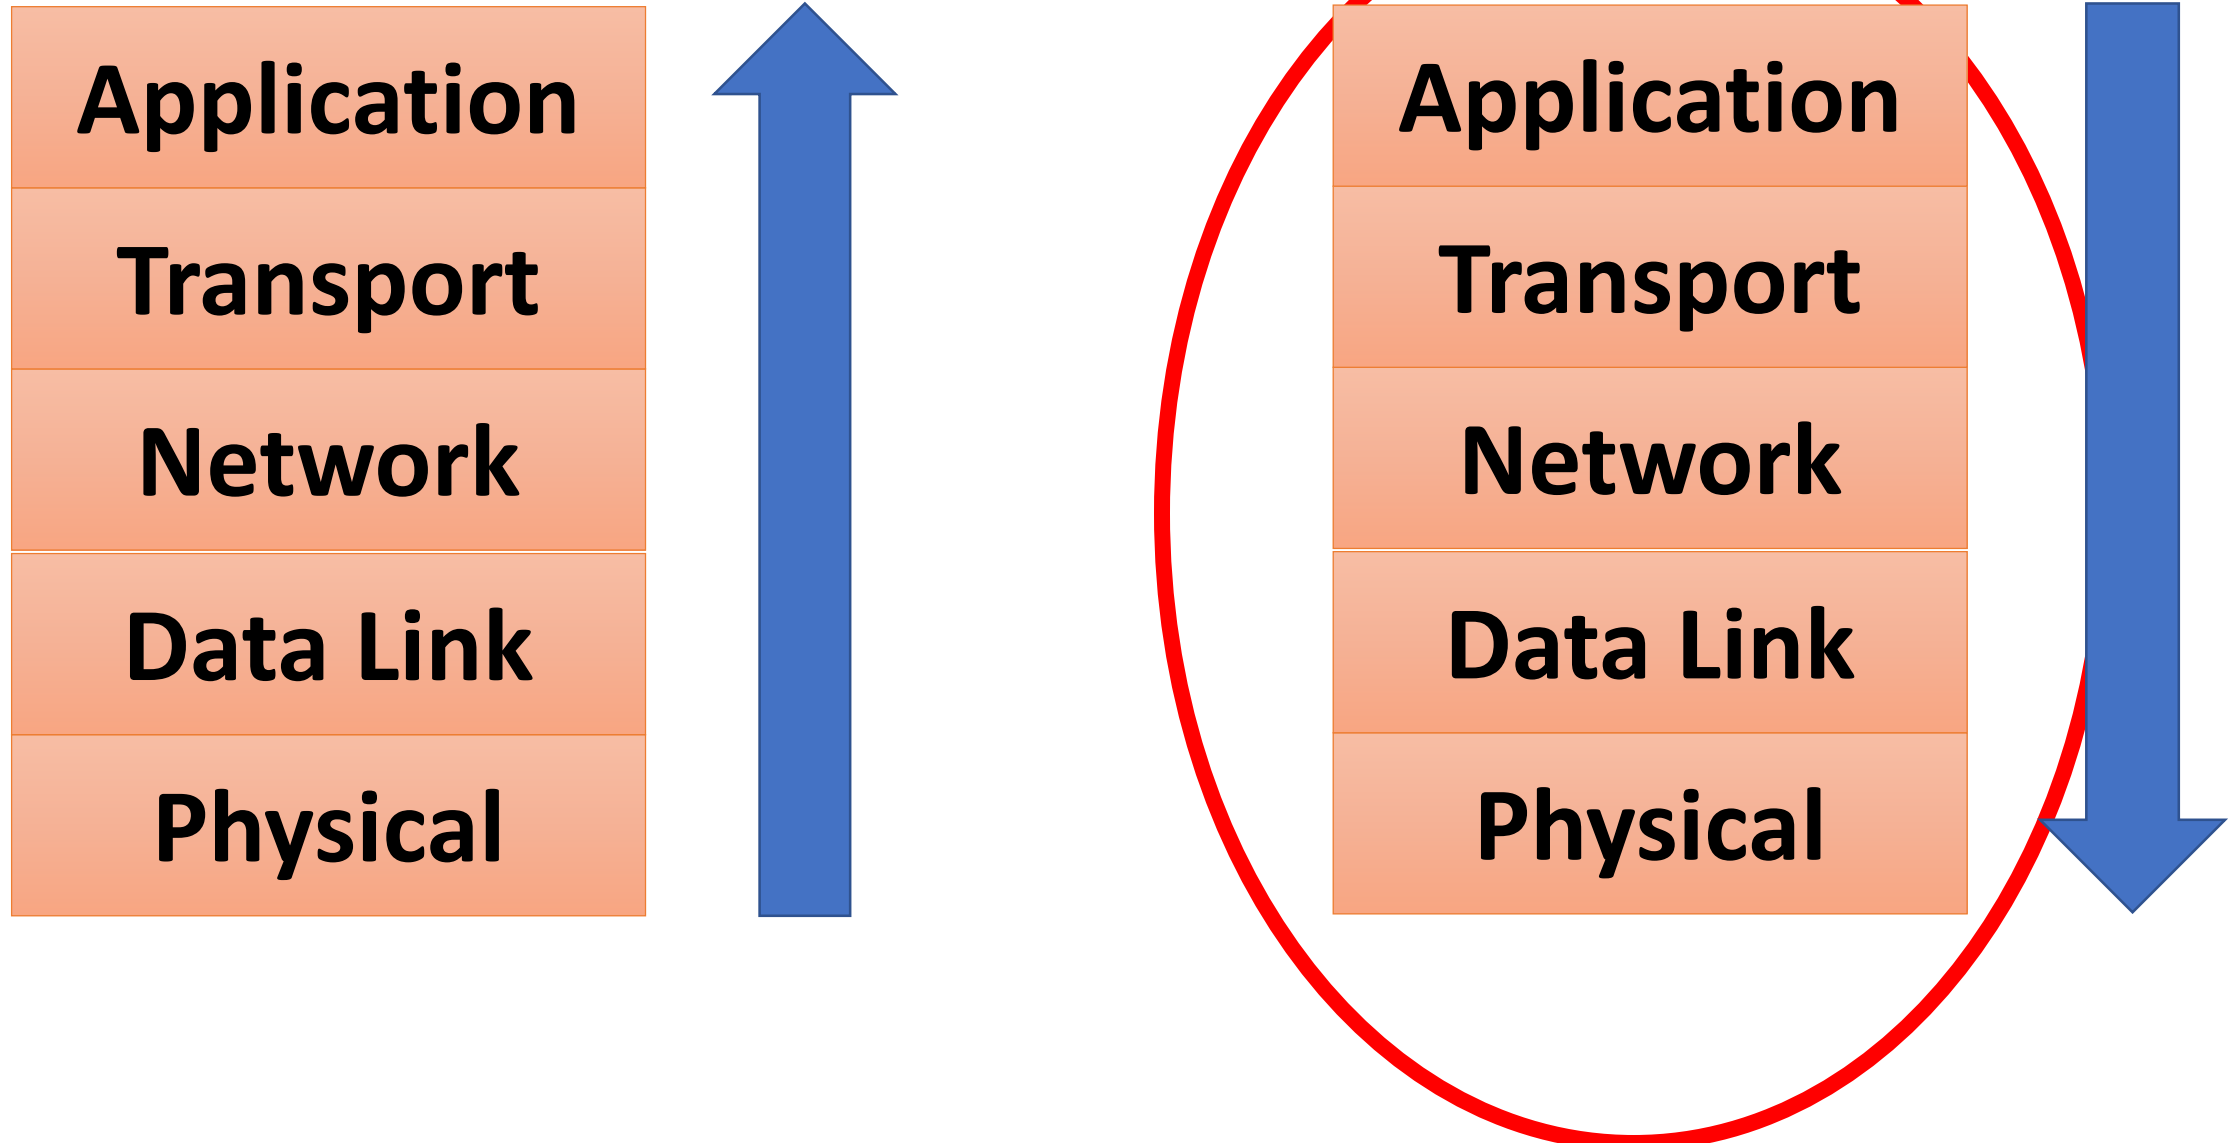 Application
Transport
Network
Data Link
Physical
Application
Transport
Network
Data Link
Physical